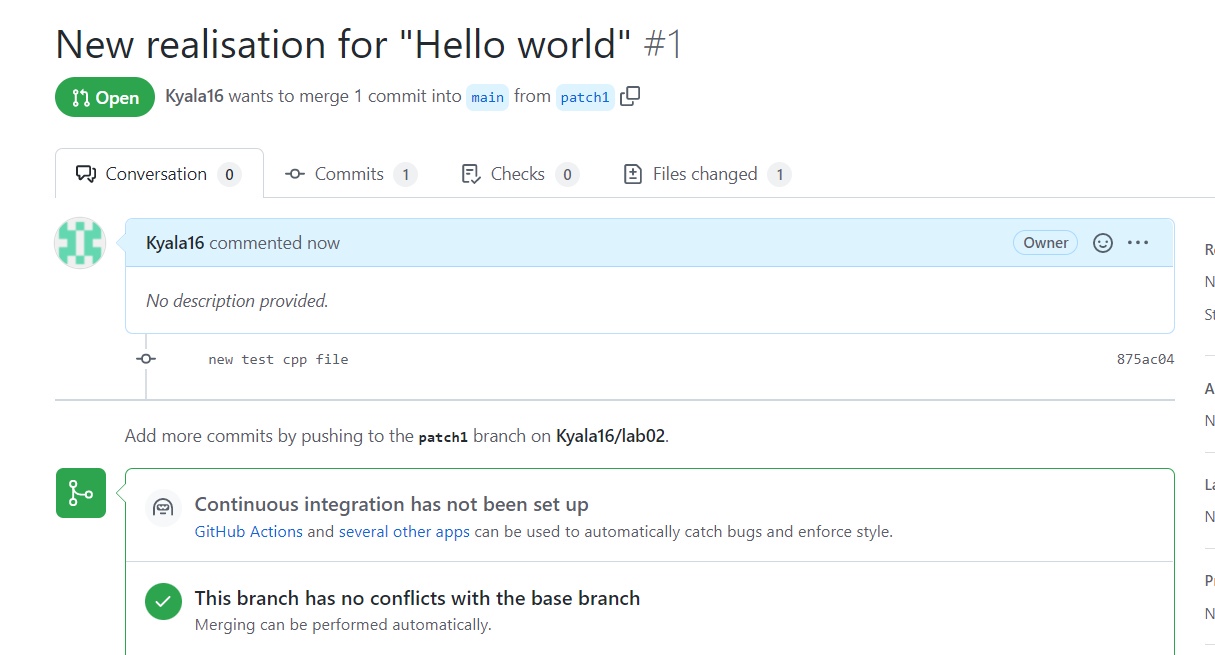 New realisation for "Hello world" #1
Open Kyala16 wants to merge 1 commit into main from patch1
Conversation 0 Commits 1 Checks 0 Files changed 1
Kyala16 commented now Owner
No description provided.
new test cpp file 875ac04
Add more commits by pushing to the patch1 branch on Kyala16/lab02.
Continuous integration has not been set up
GitHub Actions and several other apps can be used to automatically catch bugs and enforce style.
This branch has no conflicts with the base branch
Merging can be performed automatically.